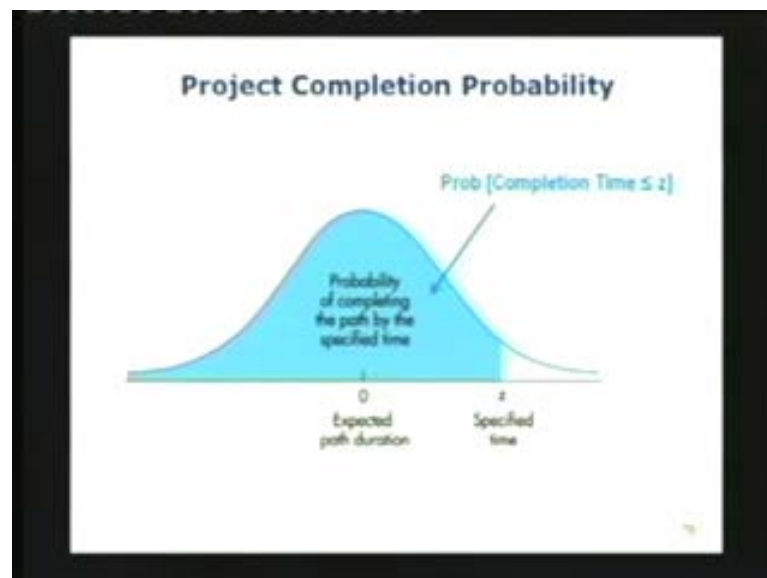 Project Completion Probability
Prob [Completion Time ≤ z]
Probability
of completing
the path by the
specified time
0
z
Expected
path duration
Specified
time